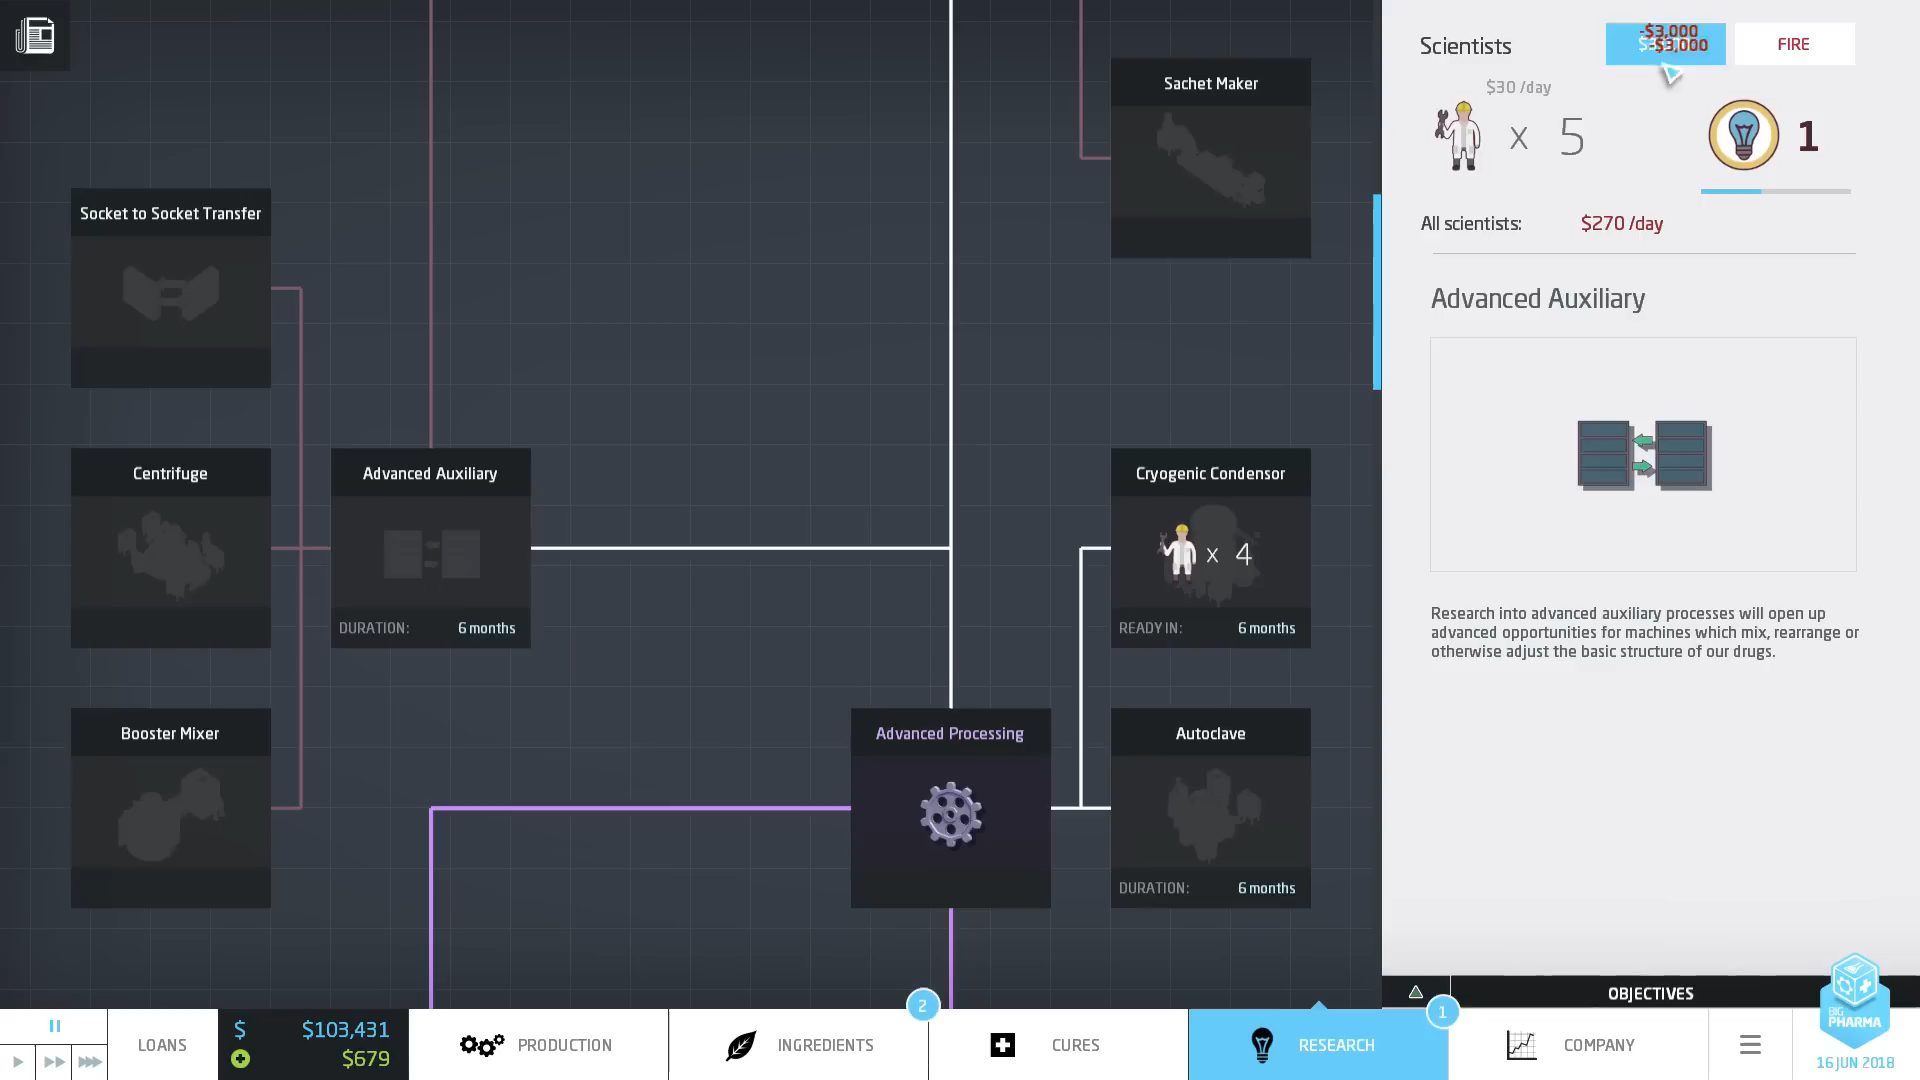 Scientists
-$3,000
-$3,000
FIRE
$30 /day
x 5
1
All scientists: $270 /day
Advanced Auxiliary
Research into advanced auxiliary processes will open up
advanced opportunities for machines which mix, rearrange or
otherwise adjust the basic structure of our drugs.
Sachet Maker
Socket to Socket Transfer
Centrifuge
Advanced Auxiliary
DURATION: 6 months
Cryogenic Condensor
x 4
READY IN: 6 months
Booster Mixer
Advanced Processing
Autoclave
DURATION: 6 months
OBJECTIVES
LOANS
$ $103,431
$679
PRODUCTION
2
INGREDIENTS
CURES
RESEARCH
1
COMPANY
BIG
PHARMA
16 JUN 2018